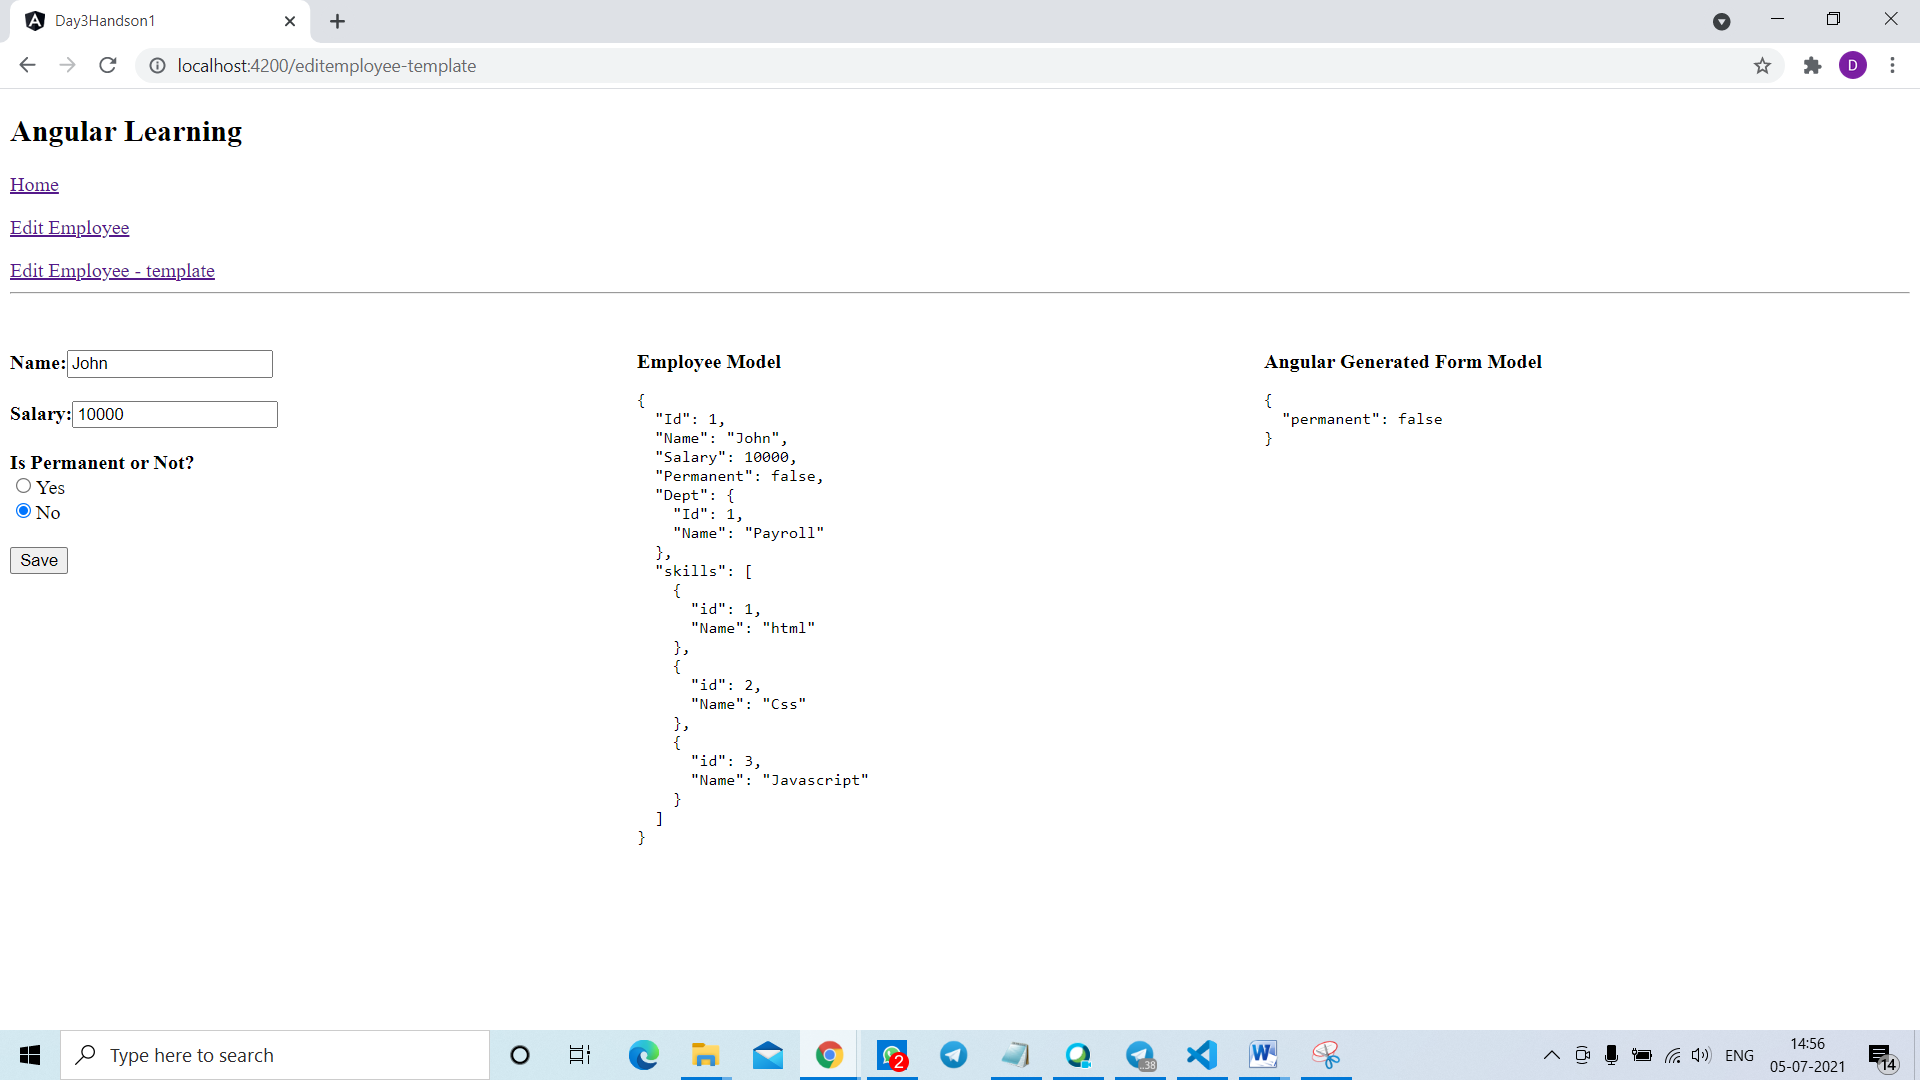 Day3Handson1
localhost:4200/editemployee-template
D
Angular Learning
Home
Edit Employee
Edit Employee - template
Name: John
Salary: 10000
Is Permanent or Not?
Yes
No
Save
Employee Model
{
  "Id": 1,
  "Name": "John",
  "Salary": 10000,
  "Permanent": false,
  "Dept": {
    "Id": 1,
    "Name": "Payroll"
  },
  "skills": [
    {
      "id": 1,
      "Name": "html"
    },
    {
      "id": 2,
      "Name": "Css"
    },
    {
      "id": 3,
      "Name": "Javascript"
    }
  ]
}
Angular Generated Form Model
{
  "permanent": false
}
Type here to search
2
..38
W
ENG
14:56
05-07-2021
14